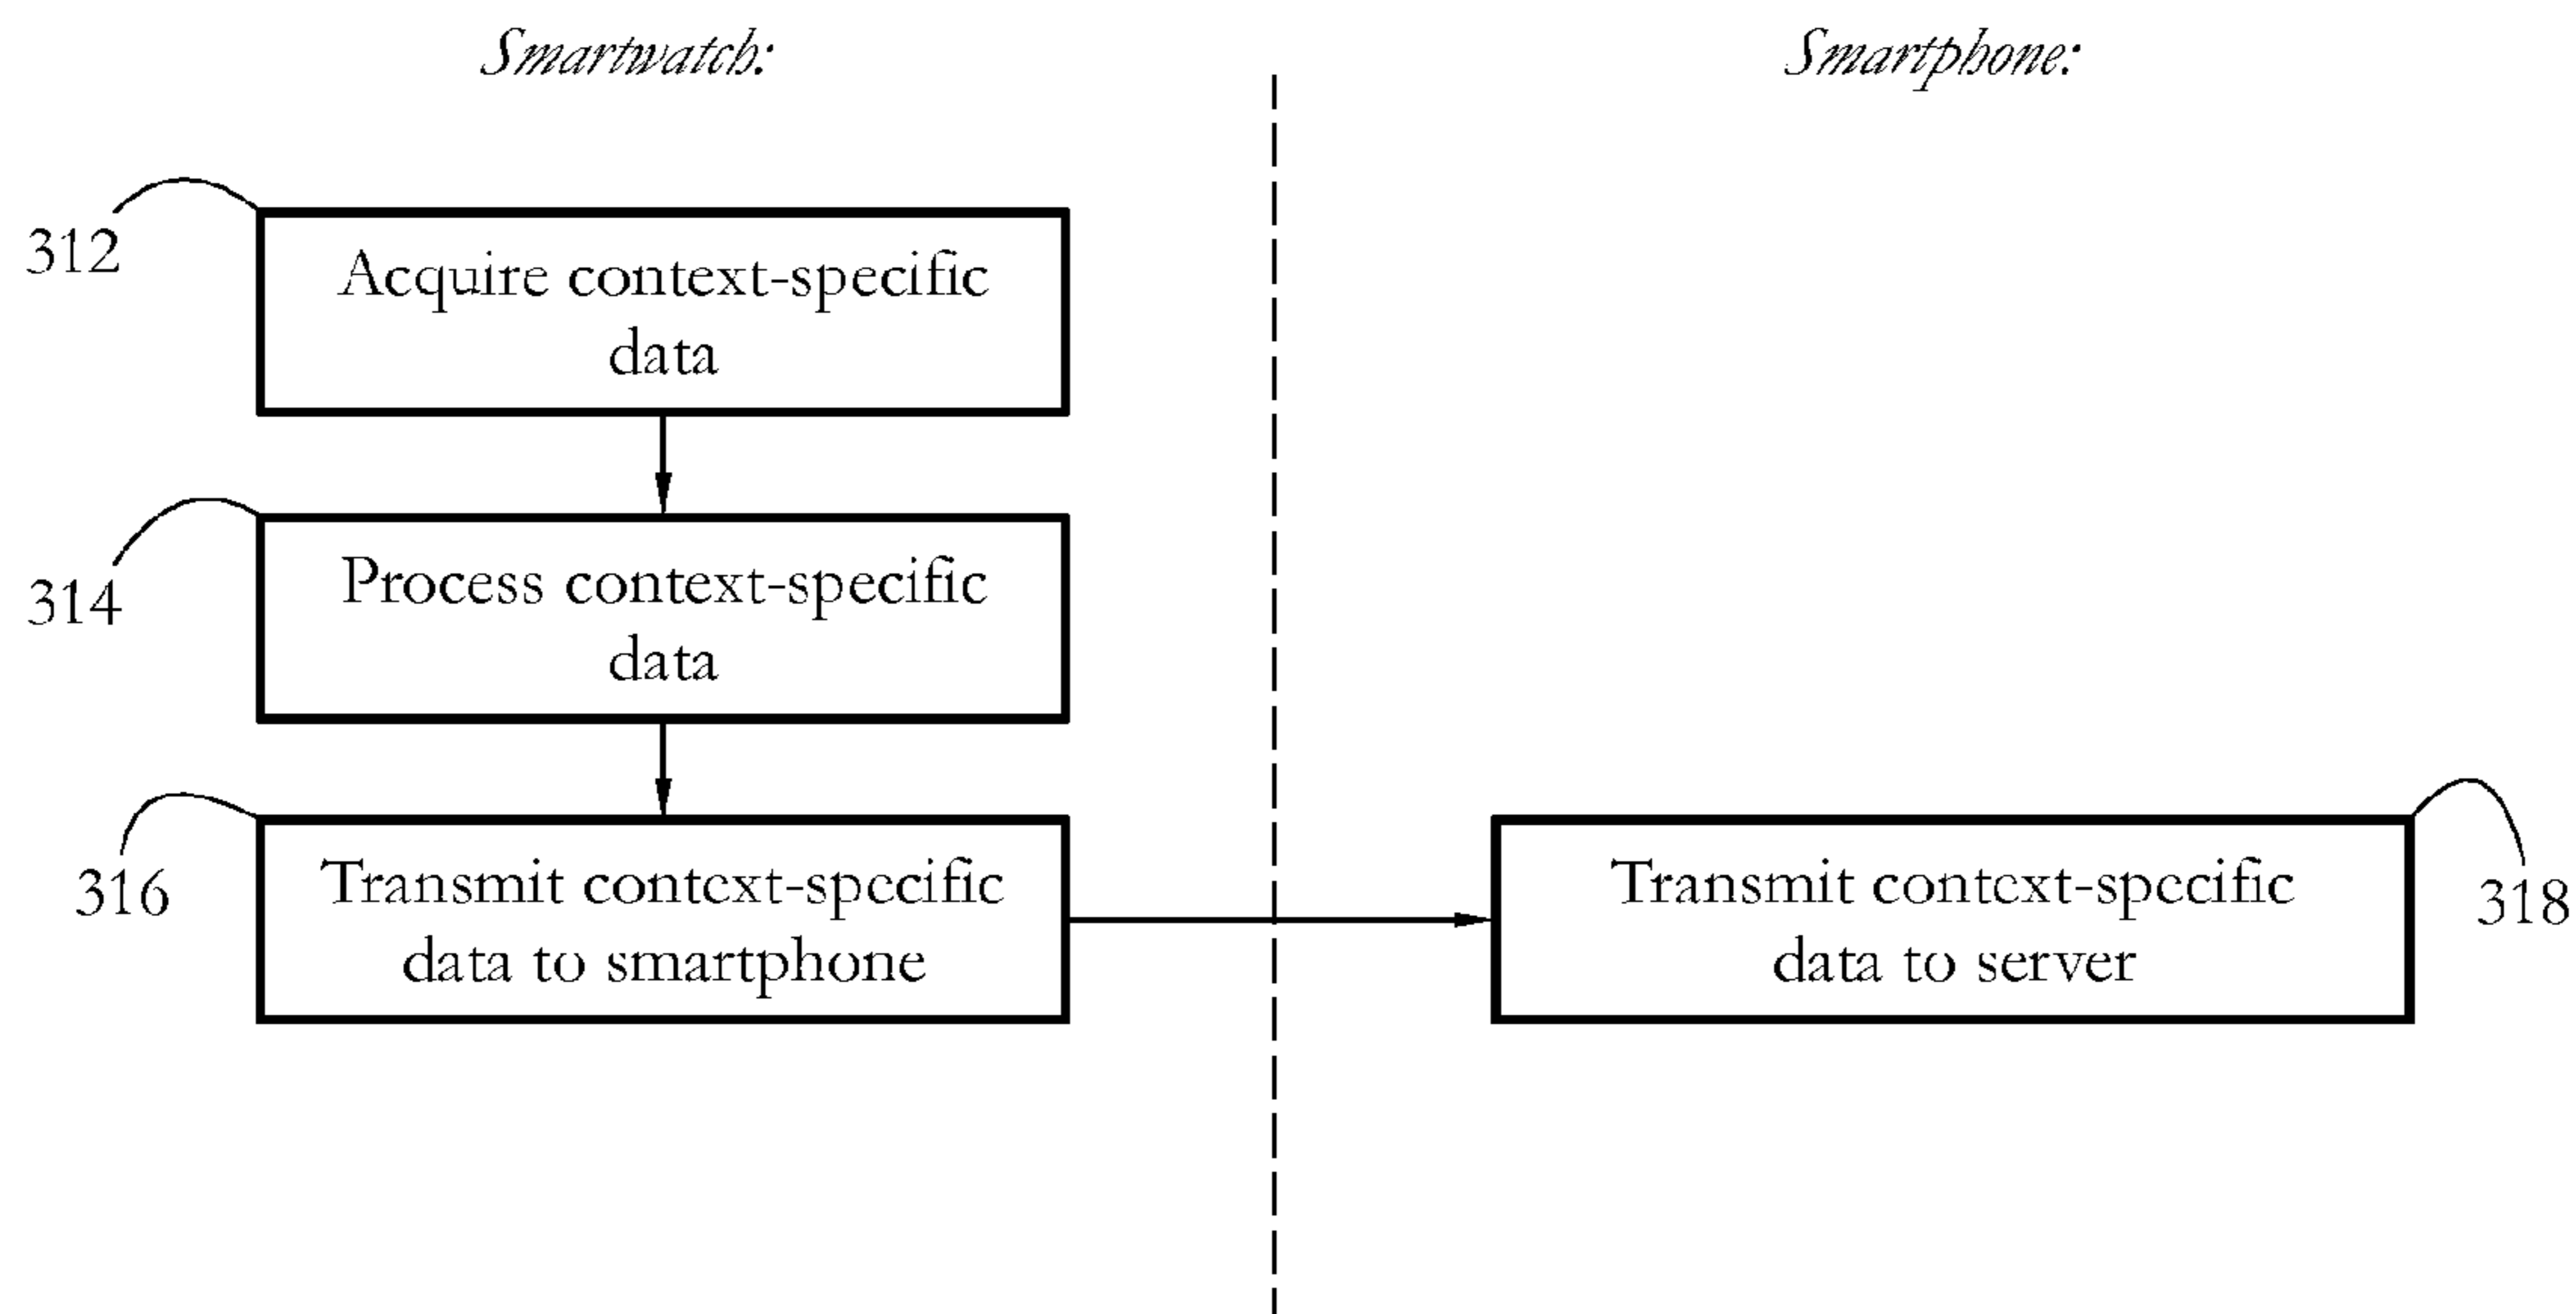 Smartwatch:
Smartphone:
312
Acquire context-specific
data
314
Process context-specific
data
316
Transmit context-specific
data to smartphone
Transmit context-specific
data to server
318